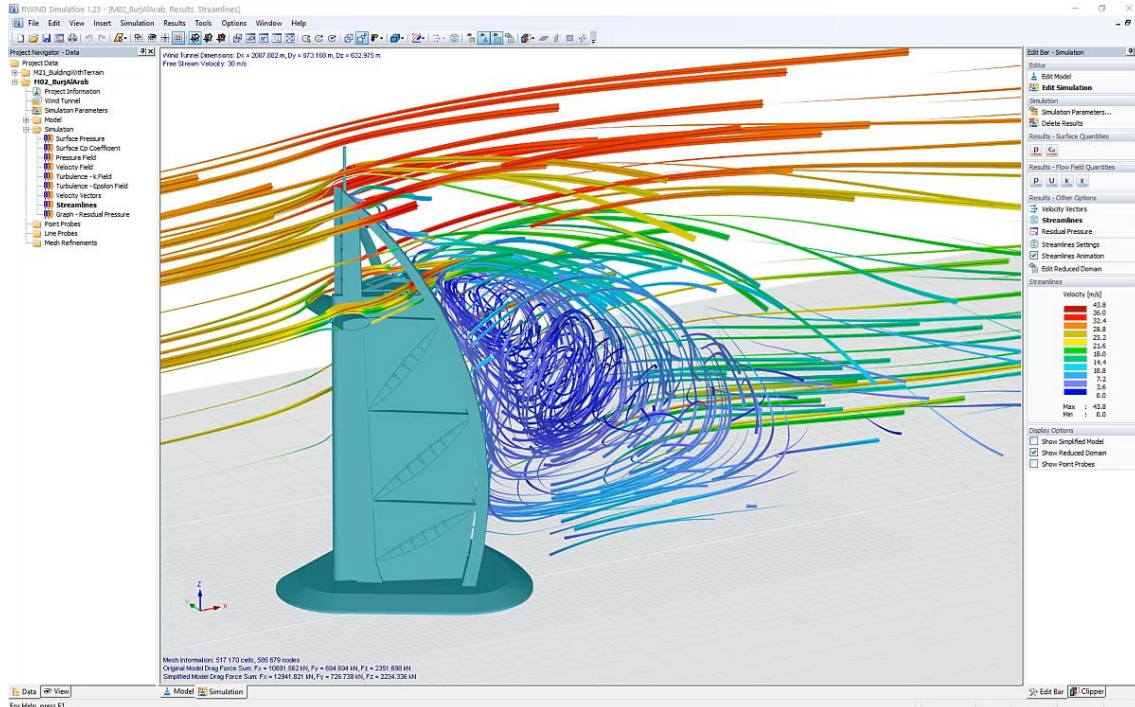 RWIND Simulation 1.25 - [M02_BurjAlArab, Results, Streamlines]
File Edit View Insert Simulation Results Tools Options Window Help
Project Navigator - Data
Project Data
M21_BuildingWithTerrain
M02_BurjAlArab
Project Information
Wind Tunnel
Simulation Parameters
Model
Simulation
Surface Pressure
Surface Cp Coefficient
Pressure Field
Velocity Field
Turbulence - k Field
Turbulence - Epsilon Field
Velocity Vectors
Streamlines
Graph - Residual Pressure
Point Probes
Line Probes
Mesh Refinements
Data View
For Help, press F1
Wind Tunnel Dimensions: Dx = 2087.882 m, Dy = 873.168 m, Dz = 632.975 m
Free Stream Velocity: 30 m/s
Z
Y
X
Mesh Information: 517 170 cells, 585 679 nodes
Original Model Drag Force Sum: Fx = 10891.562 kN, Fy = 694.694 kN, Fz = 2351.698 kN
Simplified Model Drag Force Sum: Fx = 12941.821 kN, Fy = 726.738 kN, Fz = 2234.336 kN
Model Simulation
Edit Bar - Simulation
Editor
Edit Model
Edit Simulation
Simulation
Simulation Parameters...
Delete Results
Results - Surface Quantities
p cp
Results - Flow Field Quantities
p U k ε
Results - Other Options
Velocity Vectors
Streamlines
Residual Pressure
Streamlines Settings
Streamlines Animation
Edit Reduced Domain
Streamlines
Velocity [m/s]
43.8
36.0
32.4
28.8
25.2
21.6
18.0
14.4
10.8
7.2
3.6
0.0
Max : 43.8
Min : 0.0
Display Options
Show Simplified Model
Show Reduced Domain
Show Point Probes
Edit Bar Clipper